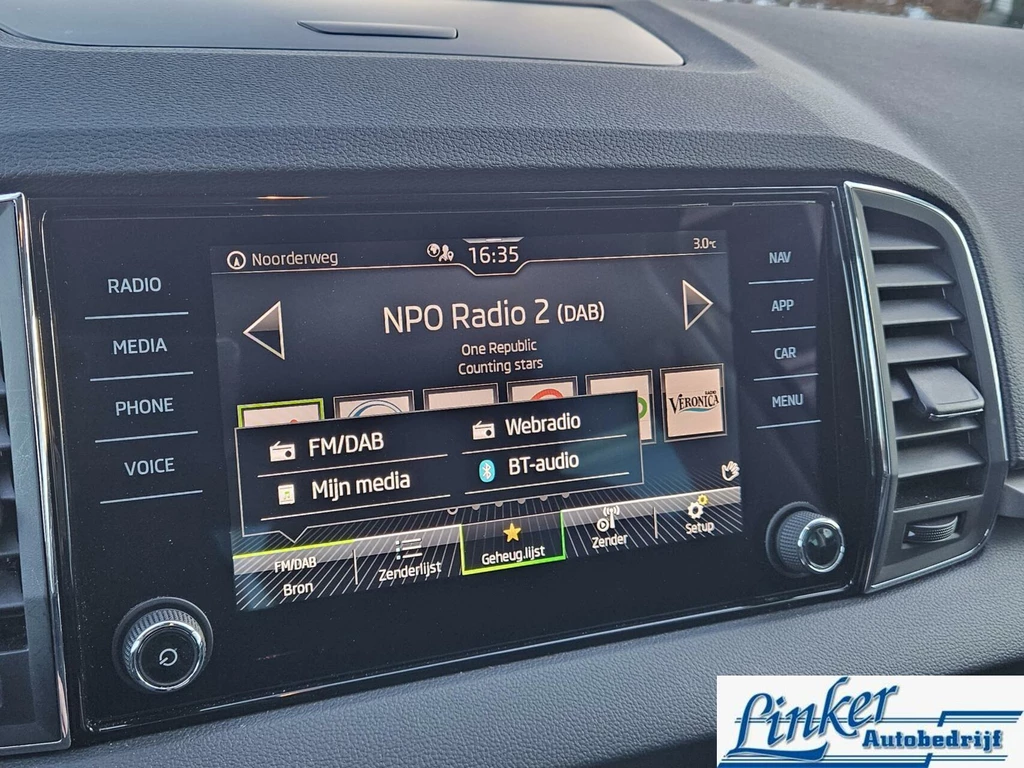 Noorderweg
16:35
3.0°c
RADIO
MEDIA
PHONE
VOICE
NAV
APP
CAR
MENU
NPO Radio 2 (DAB)
One Republic
Counting stars
RADIO
VERONICA
FM/DAB
Webradio
Mijn media
BT-audio
FM/DAB
Bron
Zenderlijst
Geheug.lijst
Zender
Setup
Linker
Autobedrijf